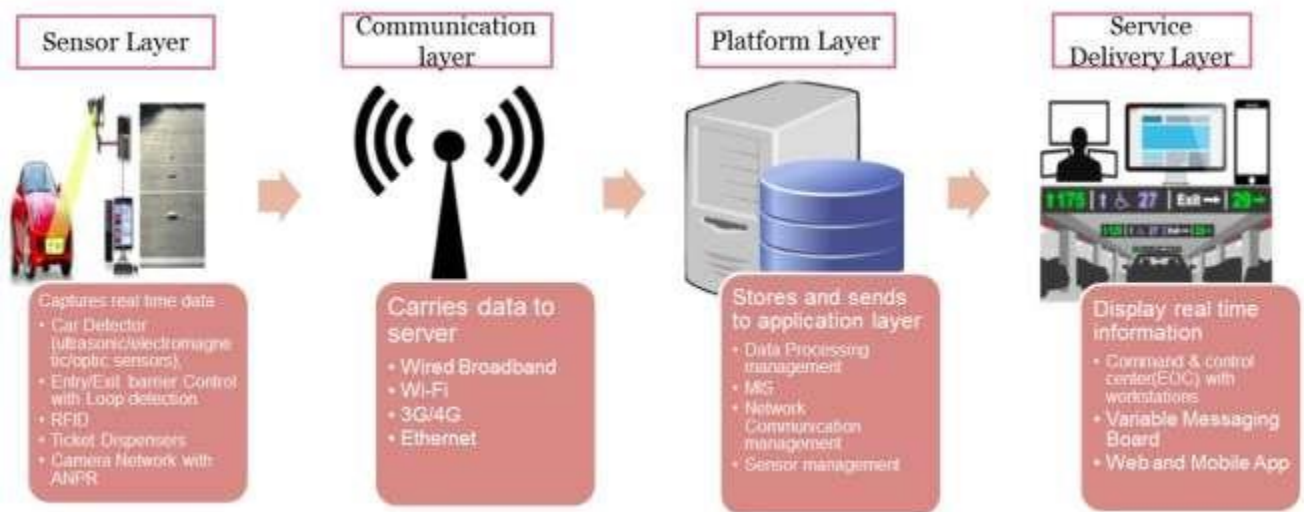 Sensor Layer
Communication
layer
Platform Layer
Service
Delivery Layer
↑175 | ↑ ♿ 27 | Exit → | 29→
Captures real time data
• Car Detector
(ultrasonic/electromagne
tic/optic sensors),
• Entry/Exit barrier Control
with Loop detection
• RFID
• Ticket Dispensers
• Camera Network with
ANPR
Carries data to
server
• Wired Broadband
• Wi-Fi
• 3G/4G
• Ethernet
Stores and sends
to application layer
• Data Processing
management
• MIS
• Network
Communication
management
• Sensor management
Display real time
information
• Command & control
center(EOC) with
workstations
• Variable Messaging
Board
• Web and Mobile App